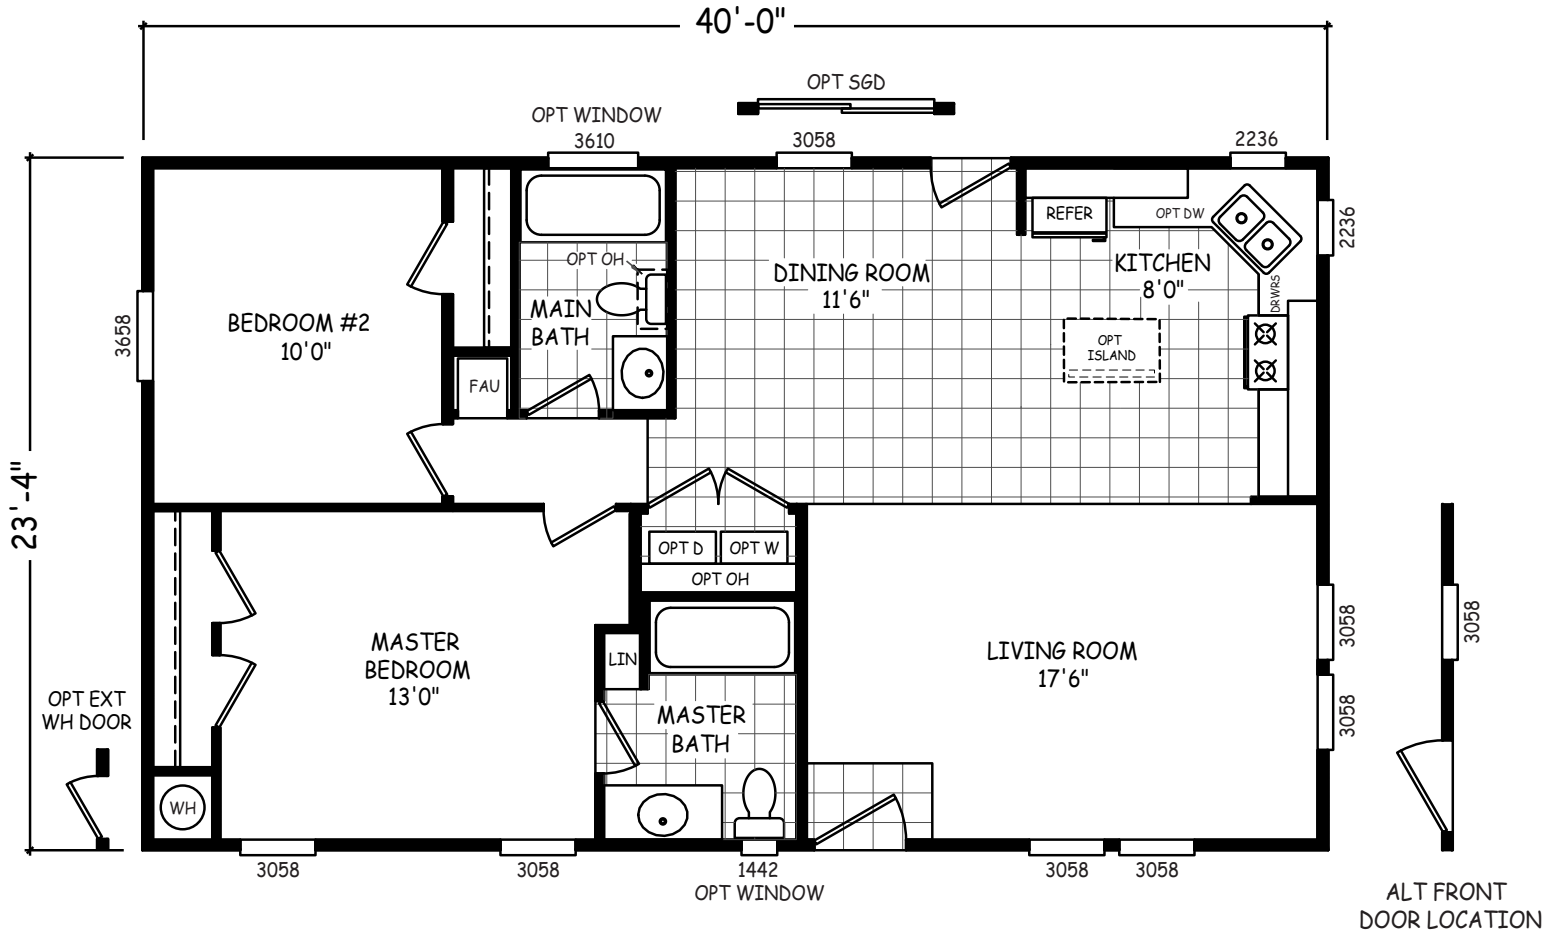 40'-0"
OPT SGD
OPT WINDOW
3610
3058
2236
23'-4"
3658
BEDROOM #2
10'0"
FAU
OPT OH
MAIN
BATH
DINING ROOM
11'6"
REFER
OPT DW
KITCHEN
8'0"
DRWRS
2236
OPT
ISLAND
OPT D
OPT W
OPT OH
MASTER
BEDROOM
13'0"
LIN
MASTER
BATH
LIVING ROOM
17'6"
3058
3058
3058
OPT EXT
WH DOOR
WH
3058
3058
1442
OPT WINDOW
3058
3058
ALT FRONT
DOOR LOCATION